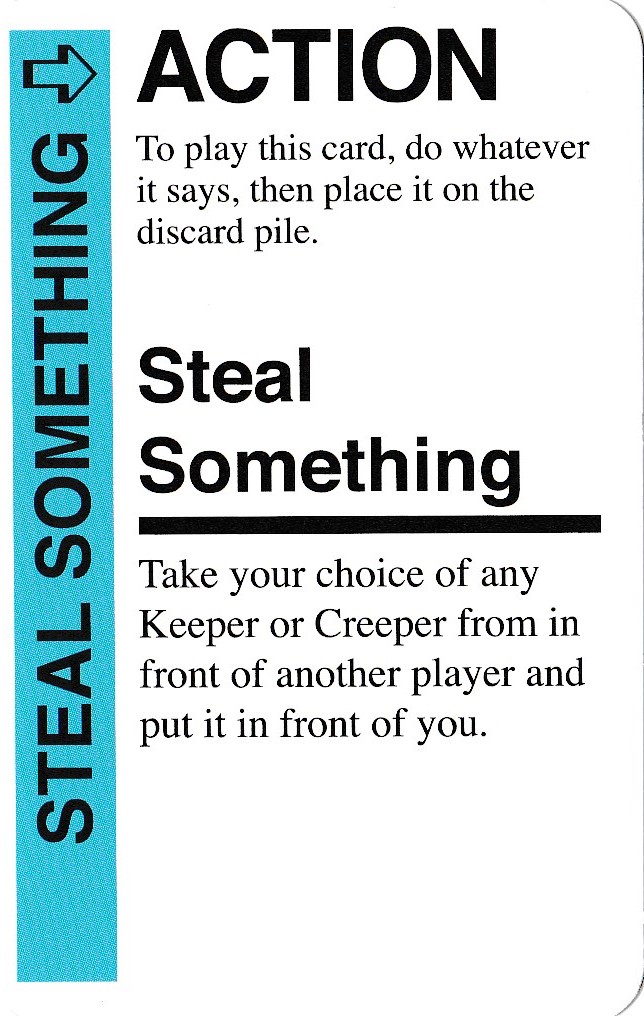 STEAL SOMETHING
ACTION
To play this card, do whatever
it says, then place it on the
discard pile.
Steal
Something
Take your choice of any
Keeper or Creeper from in
front of another player and
put it in front of you.